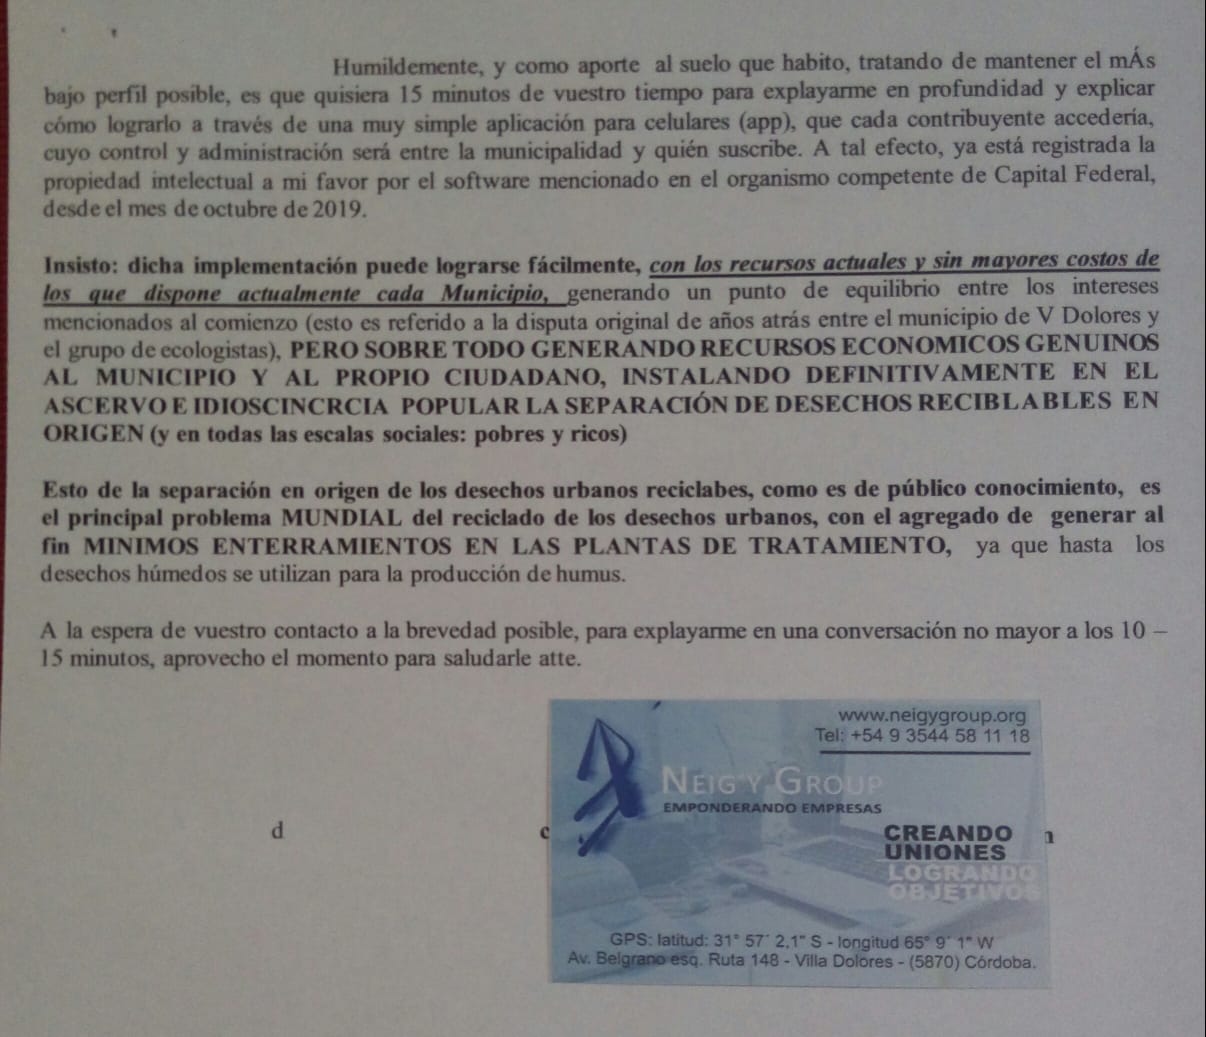 Humildemente, y como aporte al suelo que habito, tratando de mantener el mÁs
bajo perfil posible, es que quisiera 15 minutos de vuestro tiempo para explayarme en profundidad y explicar
cómo lograrlo a través de una muy simple aplicación para celulares (app), que cada contribuyente accedería,
cuyo control y administración será entre la municipalidad y quién suscribe. A tal efecto, ya está registrada la
propiedad intelectual a mi favor por el software mencionado en el organismo competente de Capital Federal,
desde el mes de octubre de 2019.
Insisto: dicha implementación puede lograrse fácilmente, con los recursos actuales y sin mayores costos de
los que dispone actualmente cada Municipio, generando un punto de equilibrio entre los intereses
mencionados al comienzo (esto es referido a la disputa original de años atrás entre el municipio de V Dolores y
el grupo de ecologistas), PERO SOBRE TODO GENERANDO RECURSOS ECONOMICOS GENUINOS
AL MUNICIPIO Y AL PROPIO CIUDADANO, INSTALANDO DEFINITIVAMENTE EN EL
ASCERVO E IDIOSCINCRCIA POPULAR LA SEPARACIÓN DE DESECHOS RECIBLABLES EN
ORIGEN (y en todas las escalas sociales: pobres y ricos)
Esto de la separación en origen de los desechos urbanos reciclabes, como es de público conocimiento, es
el principal problema MUNDIAL del reciclado de los desechos urbanos, con el agregado de generar al
fin MINIMOS ENTERRAMIENTOS EN LAS PLANTAS DE TRATAMIENTO, ya que hasta los
desechos húmedos se utilizan para la producción de humus.
A la espera de vuestro contacto a la brevedad posible, para explayarme en una conversación no mayor a los 10 –
15 minutos, aprovecho el momento para saludarle atte.
www.neigygroup.org
Tel: +54 9 3544 58 11 18
NEIG Y GROUP
EMPONDERANDO EMPRESAS
d c
CREANDO
UNIONES
LOGRANDO
OBJETIVOS
GPS: latitud: 31° 57´ 2,1" S - longitud 65° 9´ 1" W
Av. Belgrano esq. Ruta 148 - Villa Dolores - (5870) Córdoba.